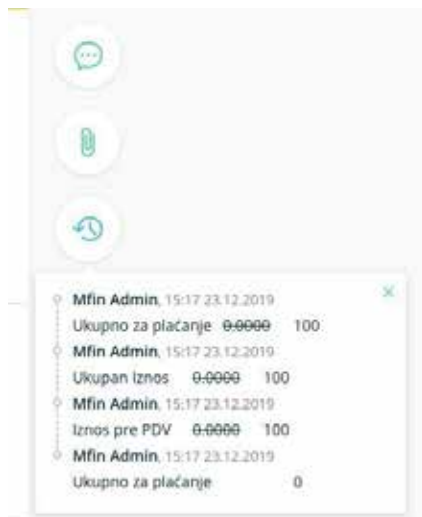 Mfin Admin, 15:17 23.12.2019
Ukupno za plaćanje 0.0000 100
Mfin Admin, 15:17 23.12.2019
Ukupan Iznos 0.0000 100
Mfin Admin, 15:17 23.12.2019
Iznos pre PDV 0.0000 100
Mfin Admin, 15:17 23.12.2019
Ukupno za plaćanje 0